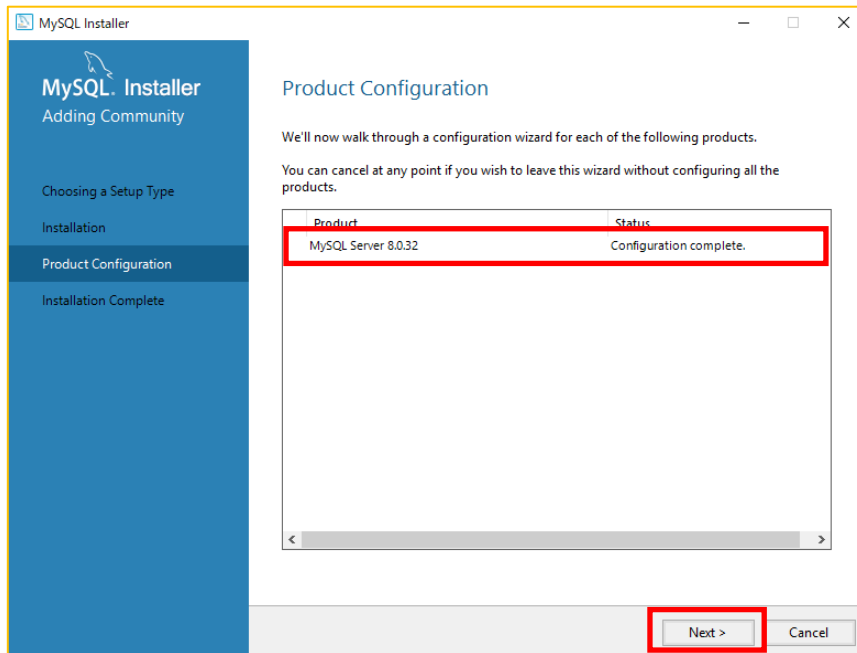 MySQL Installer
MySQL. Installer
Adding Community
Choosing a Setup Type
Installation
Product Configuration
Installation Complete
Product Configuration
We'll now walk through a configuration wizard for each of the following products.
You can cancel at any point if you wish to leave this wizard without configuring all the
products.
Product Status
MySQL Server 8.0.32 Configuration complete.
Next > Cancel